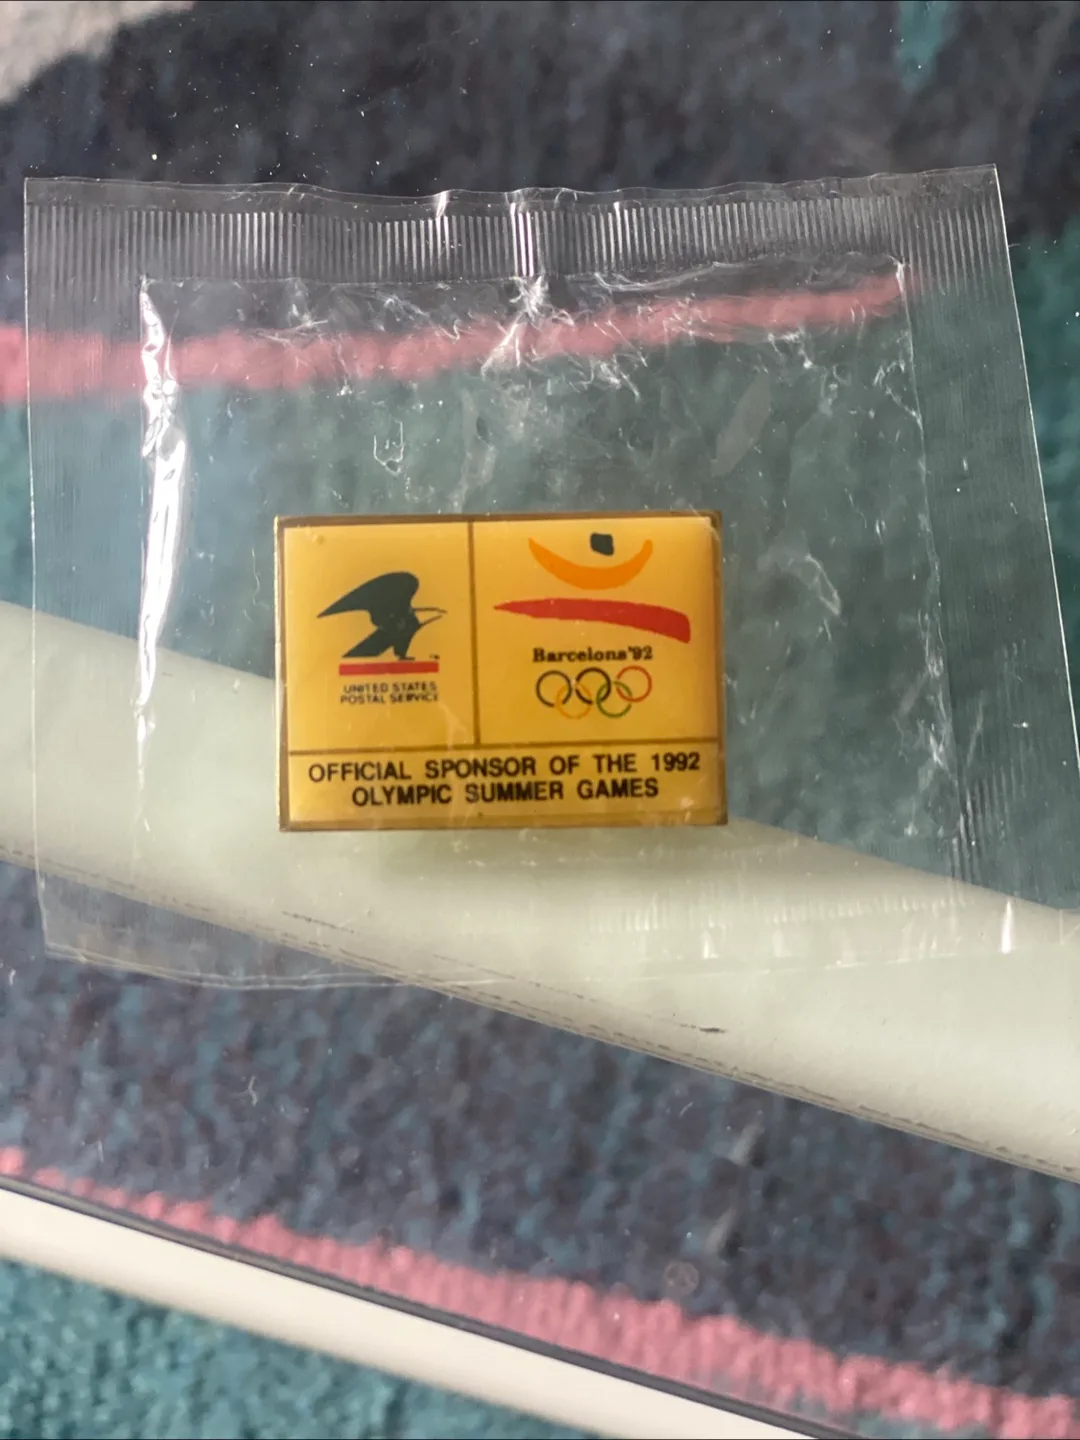 UNITED STATES
POSTAL SERVICE
Barcelona'92
OFFICIAL SPONSOR OF THE 1992
OLYMPIC SUMMER GAMES